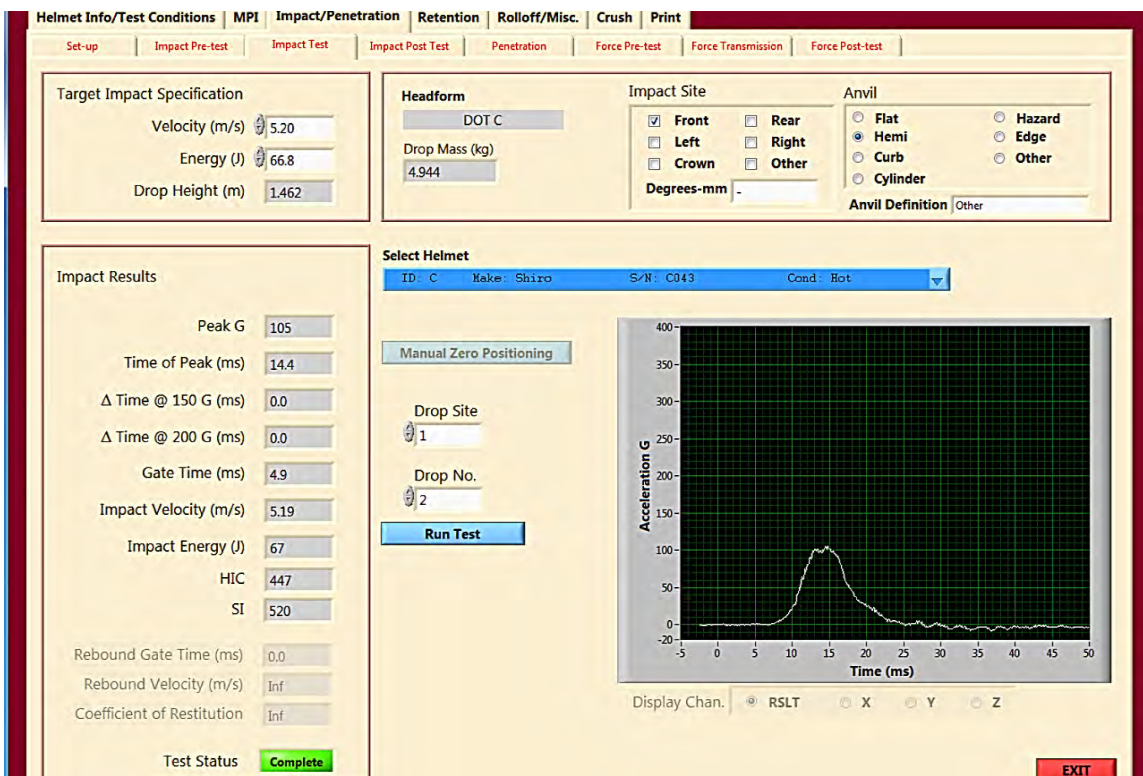 Helmet Info/Test Conditions MPI Impact/Penetration Retention Rolloff/Misc. Crush Print
Set-up Impact Pre-test Impact Test Impact Post Test Penetration Force Pre-test Force Transmission Force Post-test
Target Impact Specification
Velocity (m/s) 5.20
Energy (J) 66.8
Drop Height (m) 1.462
Headform
DOT C
Drop Mass (kg)
4.944
Impact Site
Front Rear
Left Right
Crown Other
Degrees-mm -
Anvil
Flat Hazard
Hemi Edge
Curb Other
Cylinder
Anvil Definition Other
Impact Results
Peak G 105
Time of Peak (ms) 14.4
Δ Time @ 150 G (ms) 0.0
Δ Time @ 200 G (ms) 0.0
Gate Time (ms) 4.9
Impact Velocity (m/s) 5.19
Impact Energy (J) 67
HIC 447
SI 520
Rebound Gate Time (ms) 0.0
Rebound Velocity (m/s) Inf
Coefficient of Restitution Inf
Test Status Complete
Select Helmet
ID: C Make: Shiro S/N: C043 Cond: Hot
Manual Zero Positioning
Drop Site
1
Drop No.
2
Run Test
Acceleration G
400
350
300
250
200
150
100
50
0
-20
-5 0 5 10 15 20 25 30 35 40 45 50
Time (ms)
Display Chan. RSLT X Y Z
EXIT